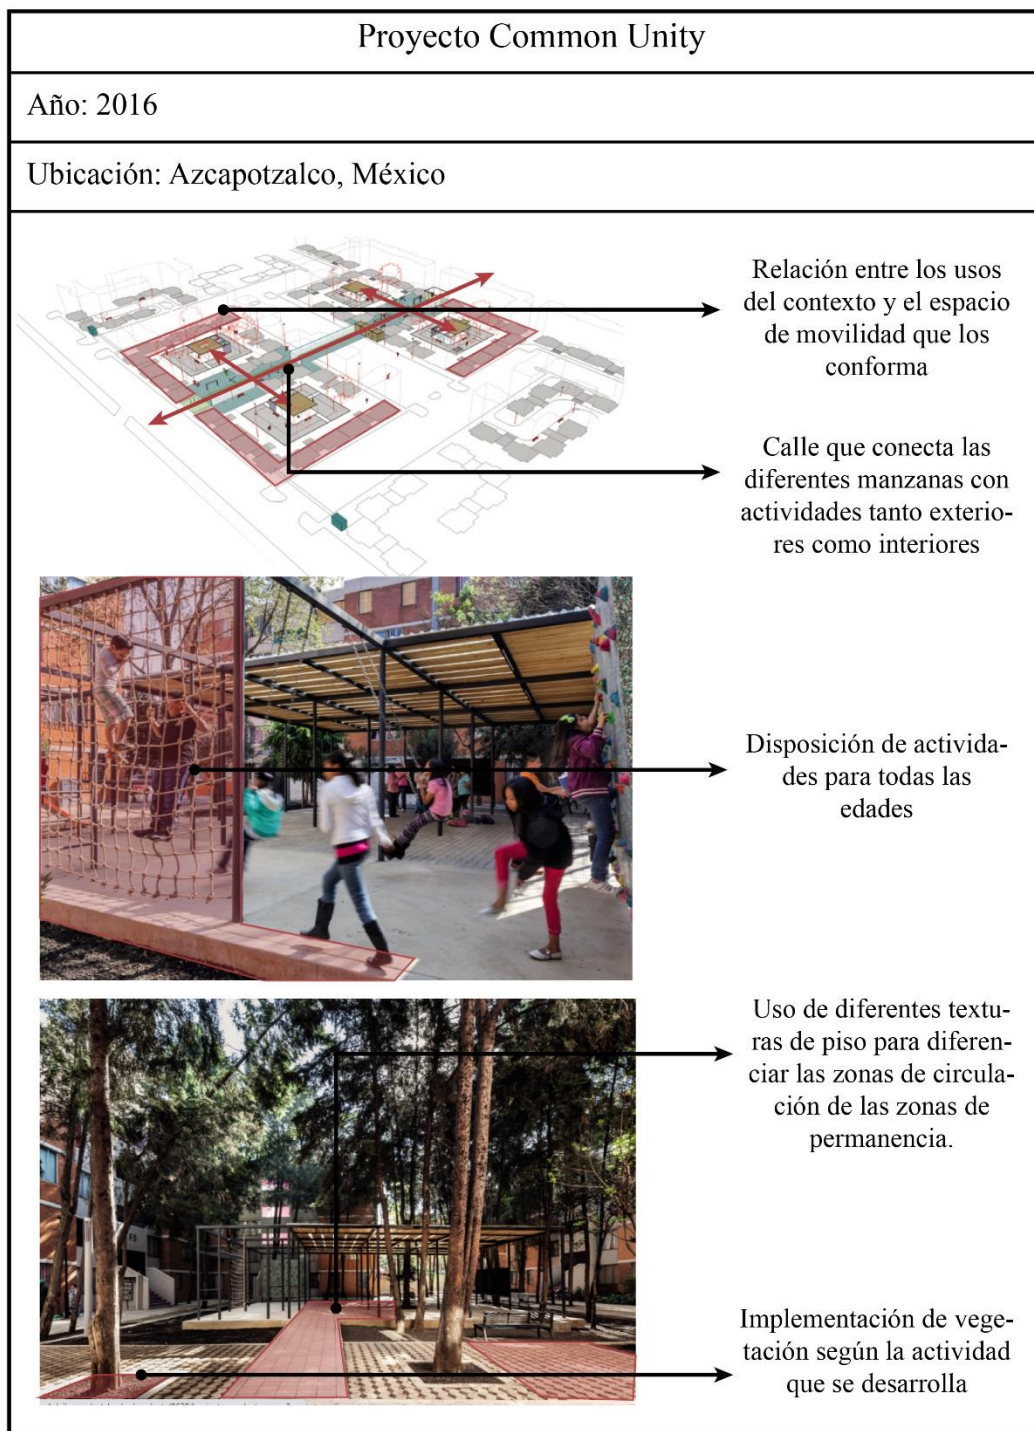 Proyecto Common Unity
Año: 2016
Ubicación: Azcapotzalco, México
Relación entre los usos
del contexto y el espacio
de movilidad que los
conforma
Calle que conecta las
diferentes manzanas con
actividades tanto exterio-
res como interiores
Disposición de activida-
des para todas las
edades
Uso de diferentes textu-
ras de piso para diferen-
ciar las zonas de circula-
ción de las zonas de
permanencia.
Implementación de vege-
tación según la actividad
que se desarrolla